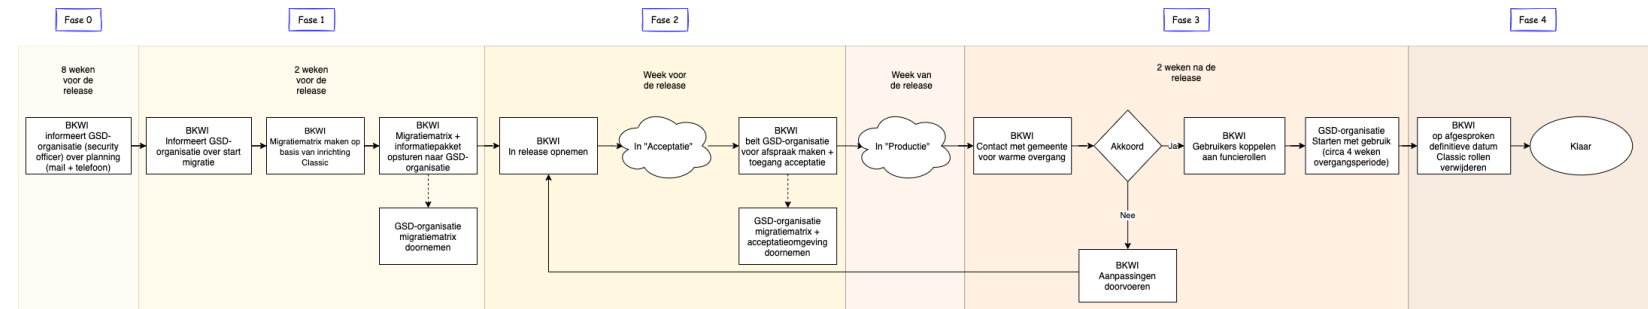 Fase 0
Fase 1
Fase 2
Fase 3
Fase 4
8 weken
voor de
release
2 weken
voor de
release
Week voor
de release
Week van
de release
2 weken na de
release
BKWI
informeert GSD-
organisatie (security
officer) over planning
(mail + telefoon)
BKWI
Informeert GSD-
organisatie over start
migratie
BKWI
Migratiematrix maken op
basis van inrichting
Classic
BKWI
Migratiematrix +
informatiepakket
opsturen naar GSD-
organisatie
BKWI
In release opnemen
In "Acceptatie"
BKWI
belt GSD-organisatie
voor afspraak maken +
toegang acceptatie
In "Productie"
BKWI
Contact met gemeente
voor warme overgang
Akkoord
Ja
BKWI
Gebruikers koppelen
aan funcierollen
GSD-organisatie
Starten met gebruik
(circa 4 weken
overgangsperiode)
BKWI
op afgesproken
definitieve datum
Classic rollen
verwijderen
Klaar
GSD-organisatie
migratiematrix
doornemen
GSD-organisatie
migratiematrix +
acceptatieomgeving
doornemen
Nee
BKWI
Aanpassingen
doorvoeren